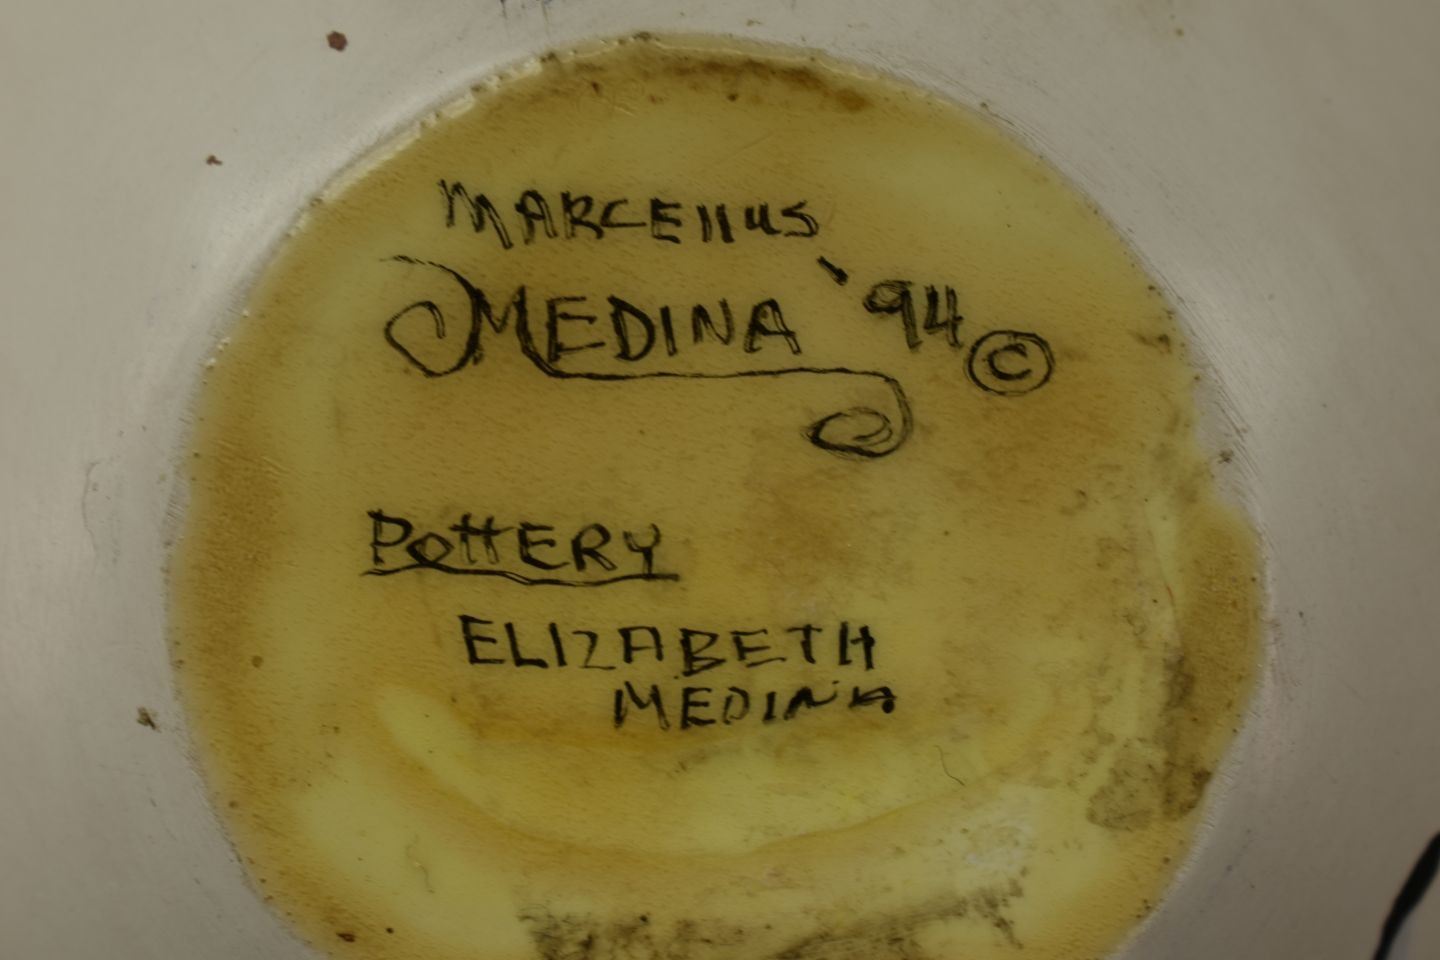 MARCEllus
MEDINA '94 ©
POttERY
ELIZABETH
MEDINA